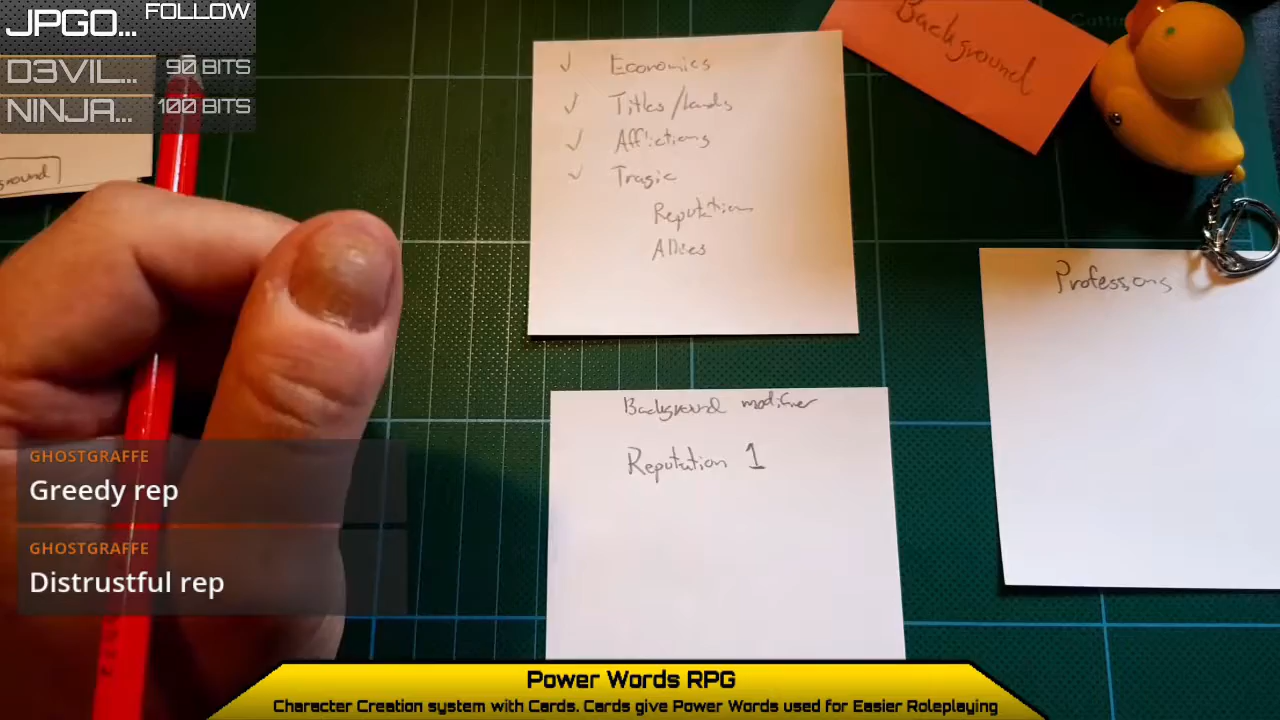 JPGO... FOLLOW
D3VIL... 90 BITS
NINJA... 100 BITS
ground
Background
✓ Economics
✓ Titles/Lands
✓ Afflictions
✓ Tragic
Reputation
Allies
Professions
Background modifier
Reputation 1
GHOSTGRAFFE
Greedy rep
GHOSTGRAFFE
Distrustful rep
Power Words RPG
Character Creation system with Cards. Cards give Power Words used for Easier Roleplaying